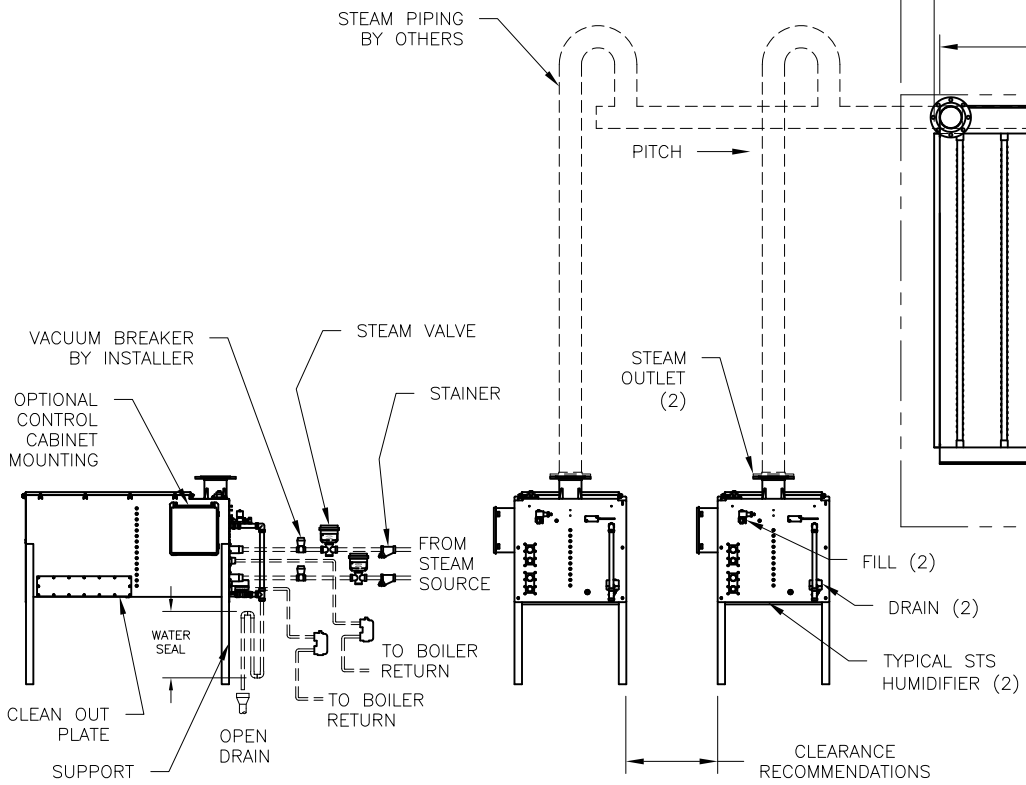 STEAM PIPING
BY OTHERS
PITCH
VACUUM BREAKER
BY INSTALLER
STEAM VALVE
STEAM
OUTLET
(2)
OPTIONAL
CONTROL
CABINET
MOUNTING
STAINER
FROM
STEAM
SOURCE
FILL (2)
DRAIN (2)
WATER
SEAL
TO BOILER
RETURN
TYPICAL STS
HUMIDIFIER (2)
TO BOILER
RETURN
CLEAN OUT
PLATE
OPEN
DRAIN
SUPPORT
CLEARANCE
RECOMMENDATIONS